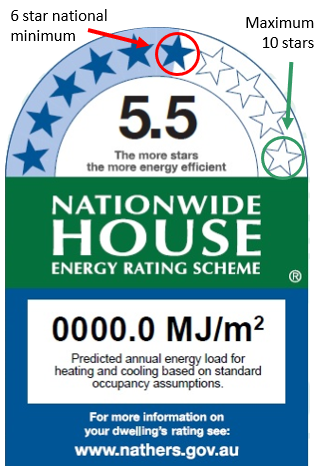 6 star national
minimum
Maximum
10 stars
5.5
The more stars
the more energy efficient
NATIONWIDE
HOUSE
ENERGY RATING SCHEME ®
0000.0 MJ/m²
Predicted annual energy load for
heating and cooling based on standard
occupancy assumptions.
For more information on
your dwelling's rating see:
www.nathers.gov.au